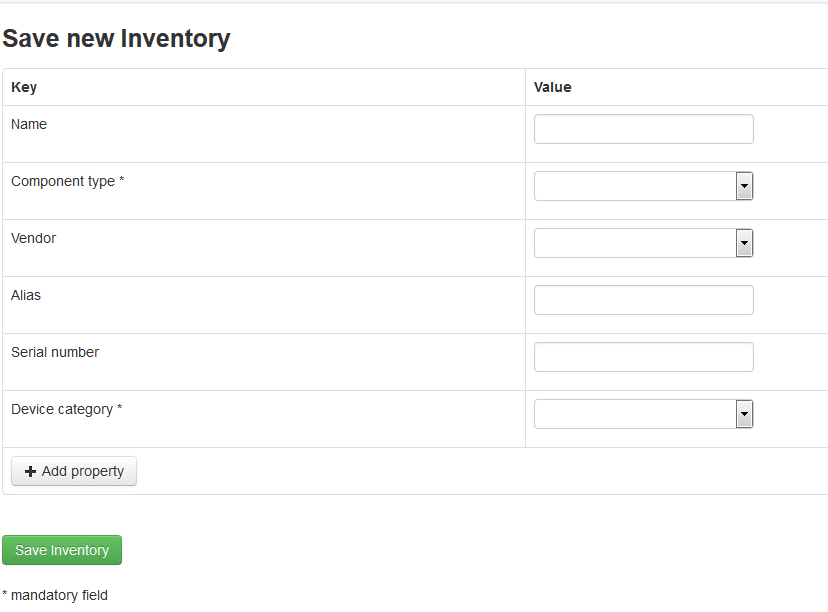 Save new Inventory
Key Value
Name
Component type *
Vendor
Alias
Serial number
Device category *
Add property
Save Inventory
* mandatory field